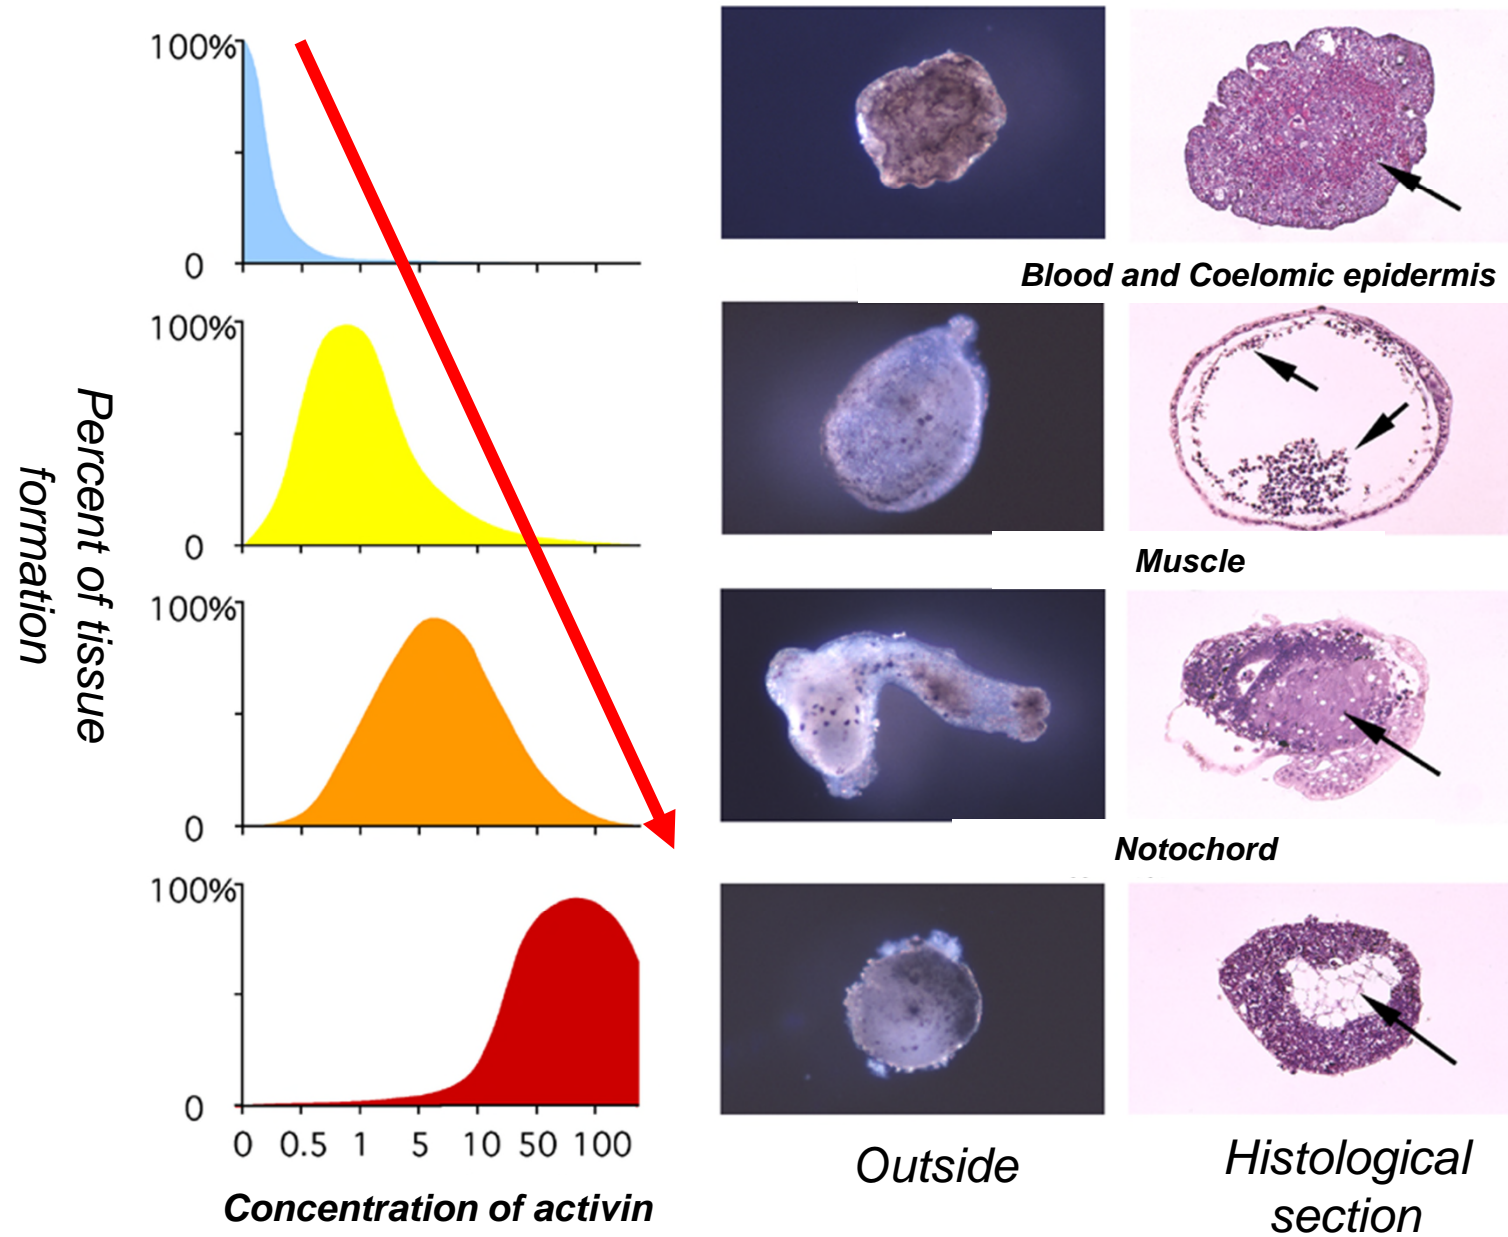 100%
0
Blood and Coelomic epidermis
100%
0
Muscle
Percent of tissue
formation
100%
0
Notochord
100%
0
0 0.5 1 5 10 50 100
Concentration of activin
Outside
Histological
section